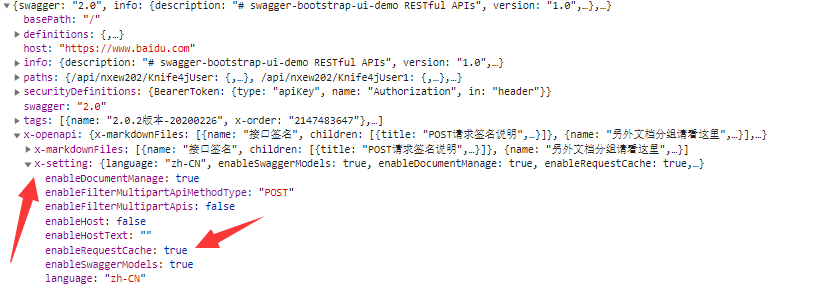 {swagger: "2.0", info: {description: "# swagger-bootstrap-ui-demo RESTful APIs", version: "1.0",…},…}
basePath: "/"
definitions: {,…}
host: "https://www.baidu.com"
info: {description: "# swagger-bootstrap-ui-demo RESTful APIs", version: "1.0",…}
paths: {/api/nxew202/Knife4jUser: {,…}, /api/nxew202/Knife4jUser1: {,…},…}
securityDefinitions: {BearerToken: {type: "apiKey", name: "Authorization", in: "header"}}
swagger: "2.0"
tags: [{name: "2.0.2版本-20200226", x-order: "2147483647"},…]
x-openapi: {x-markdownFiles: [{name: "接口签名", children: [{title: "POST请求签名说明",…}]}, {name: "另外文档分组请看这里",…}],…}
x-markdownFiles: [{name: "接口签名", children: [{title: "POST请求签名说明",…}]}, {name: "另外文档分组请看这里",…}]
x-setting: {language: "zh-CN", enableSwaggerModels: true, enableDocumentManage: true, enableRequestCache: true,…}
enableDocumentManage: true
enableFilterMultipartApiMethodType: "POST"
enableFilterMultipartApis: false
enableHost: false
enableHostText: ""
enableRequestCache: true
enableSwaggerModels: true
language: "zh-CN"